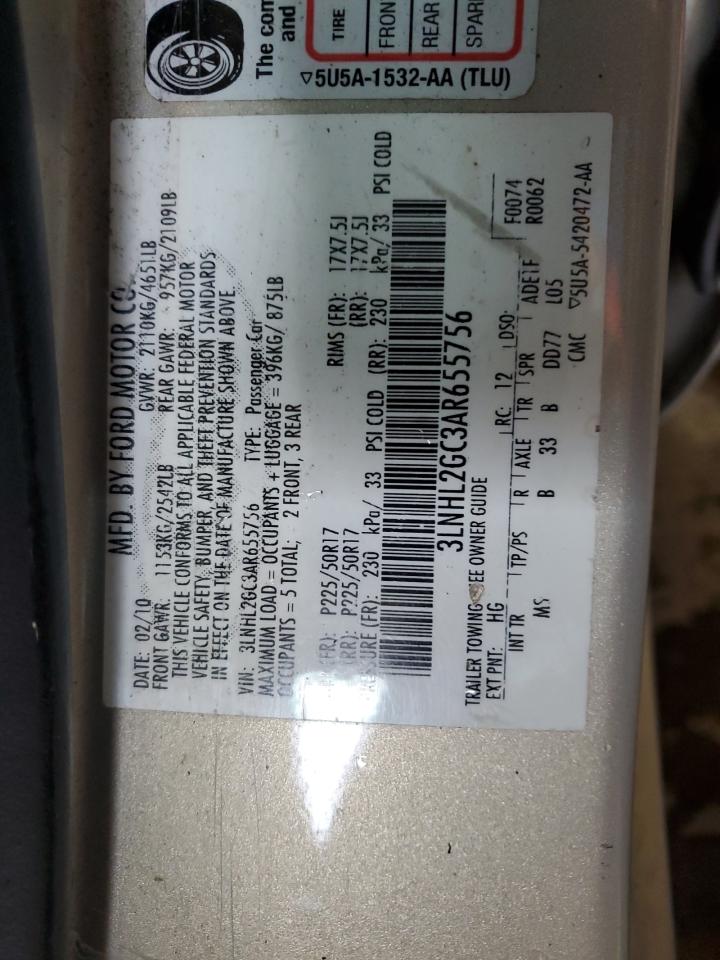 The com
and
TIRE
FRON
REAR
SPAR
▽5U5A-1532-AA (TLU)
MFD. BY FORD MOTOR CO.
DATE: 02/10 GVWR: 2110KG/4651LB
FRONT GAWR: 1153KG/2542LB REAR GAWR: 957KG/2109LB
THIS VEHICLE CONFORMS TO ALL APPLICABLE FEDERAL MOTOR
VEHICLE SAFETY, BUMPER, AND THEFT PREVENTION STANDARDS
IN EFFECT ON THE DATE OF MANUFACTURE SHOWN ABOVE
VIN: 3LNHL2GC3AR655756 TYPE: Passenger Car
MAXIMUM LOAD = OCCUPANTS + LUGGAGE = 396KG/ 875LB
OCCUPANTS = 5 TOTAL; 2 FRONT, 3 REAR
(FR): P225/50R17 RIMS (FR): 17X7.5J
(RR): P225/50R17 (RR): 17X7.5J
(FR): 230 kPa/ 33 PSI COLD (RR): 230 kPa/ 33 PSI COLD
3LNHL2GC3AR655756
TRAILER TOWING-SEE OWNER GUIDE
EXT PNT: HG RC: 12 DSO: F0074
R0062
INT TR TP/PS R AXLE TR SPR ADE1F
MS B 33 B DD77 L05
CMC ▽5U5A-5420472-AA